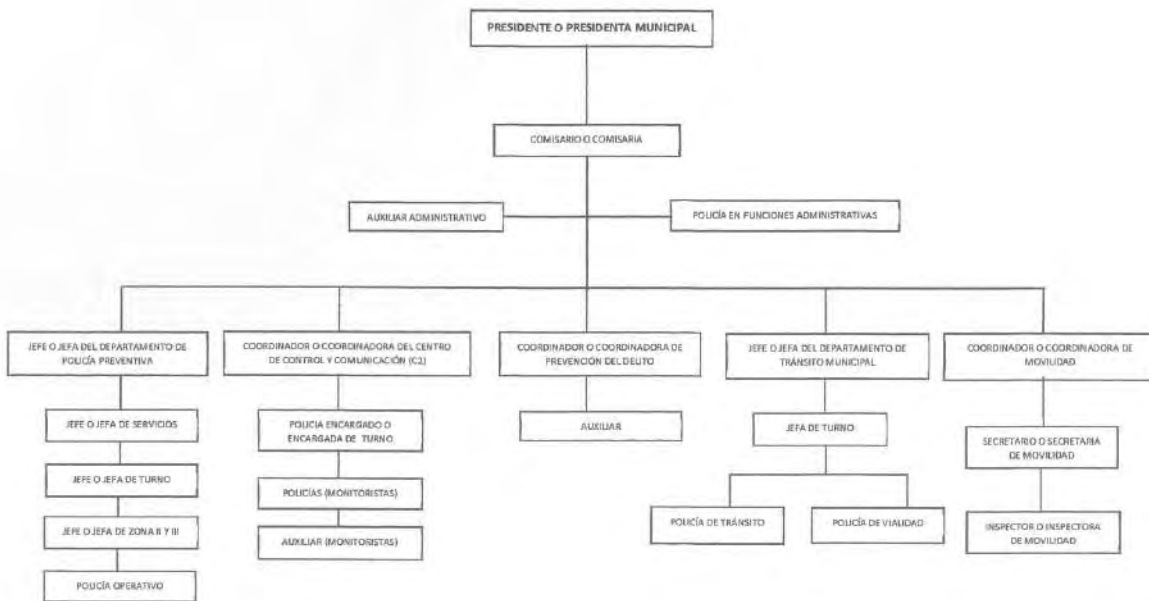 PRESIDENTE O PRESIDENTA MUNICIPAL
COMISARIO O COMISARIA
AUXILIAR ADMINISTRATIVO
POLICÍA EN FUNCIONES ADMINISTRATIVAS
JEFE O JEFA DEL DEPARTAMENTO DE
POLICÍA PREVENTIVA
COORDINADOR O COORDINADORA DEL CENTRO
DE CONTROL Y COMUNICACIÓN (C2)
COORDINADOR O COORDINADORA DE
PREVENCIÓN DEL DELITO
JEFE O JEFA DEL DEPARTAMENTO DE
TRÁNSITO MUNICIPAL
COORDINADOR O COORDINADORA DE
MOVILIDAD
JEFE O JEFA DE SERVICIOS
POLICIA ENCARGADO O
ENCARGADA DE TURNO
AUXILIAR
JEFA DE TURNO
SECRETARIO O SECRETARIA
DE MOVILIDAD
JEFE O JEFA DE TURNO
POLICÍAS (MONITORISTAS)
POLICÍA DE TRÁNSITO
POLICÍA DE VIALIDAD
INSPECTOR O INSPECTORA
DE MOVILIDAD
JEFE O JEFA DE ZONA II Y III
AUXILIAR (MONITORISTAS)
POLICÍA OPERATIVO